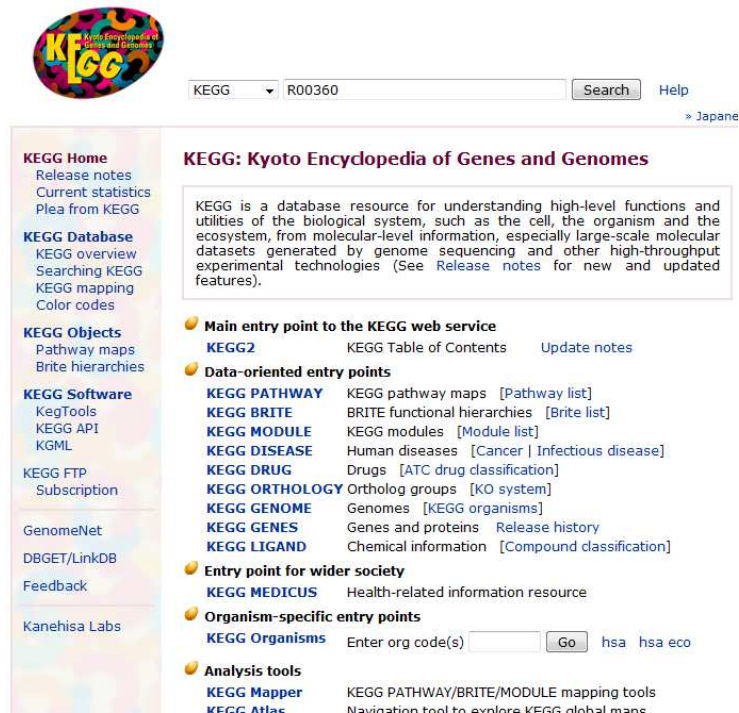 Kyoto Encyclopedia of
Genes and Genomes
KEGG
KEGG R00360 Search Help
» Japane
KEGG Home
Release notes
Current statistics
Plea from KEGG
KEGG Database
KEGG overview
Searching KEGG
KEGG mapping
Color codes
KEGG Objects
Pathway maps
Brite hierarchies
KEGG Software
KegTools
KEGG API
KGML
KEGG FTP
Subscription
GenomeNet
DBGET/LinkDB
Feedback
Kanehisa Labs
KEGG: Kyoto Encyclopedia of Genes and Genomes
KEGG is a database resource for understanding high-level functions and
utilities of the biological system, such as the cell, the organism and the
ecosystem, from molecular-level information, especially large-scale molecular
datasets generated by genome sequencing and other high-throughput
experimental technologies (See Release notes for new and updated
features).
Main entry point to the KEGG web service
KEGG2 KEGG Table of Contents Update notes
Data-oriented entry points
KEGG PATHWAY KEGG pathway maps [Pathway list]
KEGG BRITE BRITE functional hierarchies [Brite list]
KEGG MODULE KEGG modules [Module list]
KEGG DISEASE Human diseases [Cancer | Infectious disease]
KEGG DRUG Drugs [ATC drug classification]
KEGG ORTHOLOGY Ortholog groups [KO system]
KEGG GENOME Genomes [KEGG organisms]
KEGG GENES Genes and proteins Release history
KEGG LIGAND Chemical information [Compound classification]
Entry point for wider society
KEGG MEDICUS Health-related information resource
Organism-specific entry points
KEGG Organisms Enter org code(s) Go hsa hsa eco
Analysis tools
KEGG Mapper KEGG PATHWAY/BRITE/MODULE mapping tools
KEGG Atlas Navigation tool to explore KEGG global maps